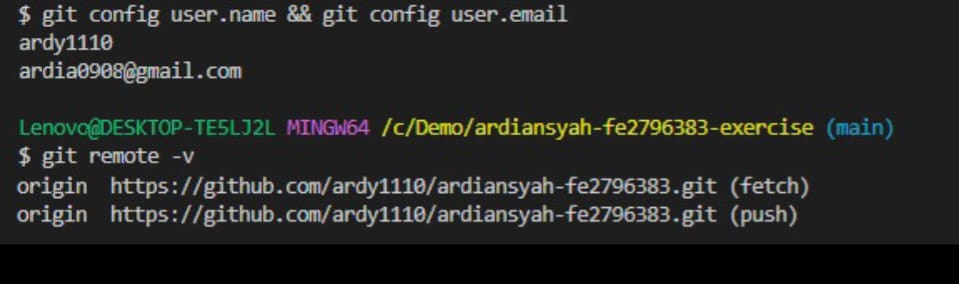 $ git config user.name && git config user.email
ardy1110
ardia0908@gmail.com
Lenovo@DESKTOP-TE5LJ2L MINGW64 /c/Demo/ardiansyah-fe2796383-exercise (main)
$ git remote -v
origin  https://github.com/ardy1110/ardiansyah-fe2796383.git (fetch)
origin  https://github.com/ardy1110/ardiansyah-fe2796383.git (push)